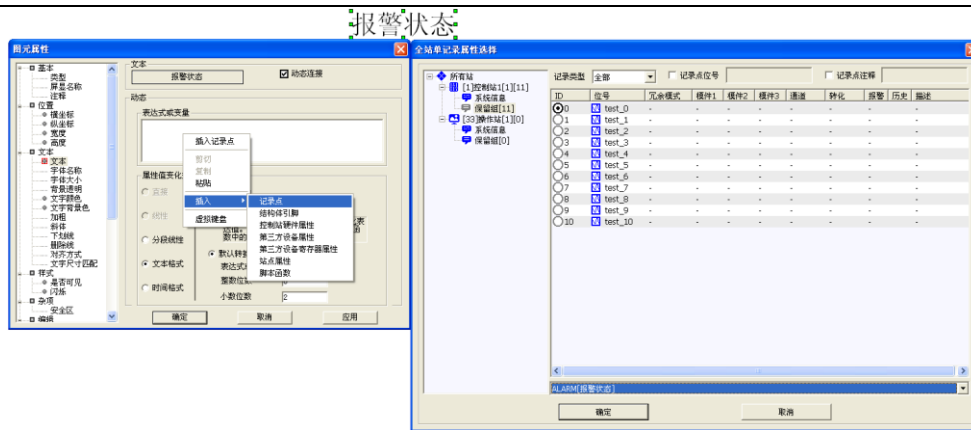 报警状态
图元属性
基本
类型
屏显名称
注释
位置
横坐标
纵坐标
宽度
高度
文本
文本
字体名称
字体大小
背景透明
文字颜色
文字背景色
加粗
斜体
下划线
删除线
对齐方式
文字尺寸匹配
样式
是否可见
闪烁
杂项
安全区
编辑
文本
报警状态
动态连接
动态
表达式或变量
属性值变化
直接
线性
分段线性
文本格式
时间格式
默认转换
表达式
整数位数
0
小数位数
2
插入记录点
剪切
复制
粘贴
插入
虚拟键盘
记录点
结构体引脚
控制站硬件属性
第三方设备属性
第三方设备寄存器属性
站点属性
脚本函数
确定 取消 应用
全站单记录属性选择
所有站
[1]控制站1[1][11]
系统信息
保留组[11]
[33]操作站[1][0]
系统信息
保留组[0]
记录类型 全部 记录点位号 记录点注释
ID 位号 冗余模式 模件1 模件2 模件3 通道 转化 报警 历史 描述
0 test_0 - - - - - - - - -
1 test_1 - - - - - - - - -
2 test_2 - - - - - - - - -
3 test_3 - - - - - - - - -
4 test_4 - - - - - - - - -
5 test_5 - - - - - - - - -
6 test_6 - - - - - - - - -
7 test_7 - - - - - - - - -
8 test_8 - - - - - - - - -
9 test_9 - - - - - - - - -
10 test_10 - - - - - - - - -
ALARM[报警状态]
确定 取消